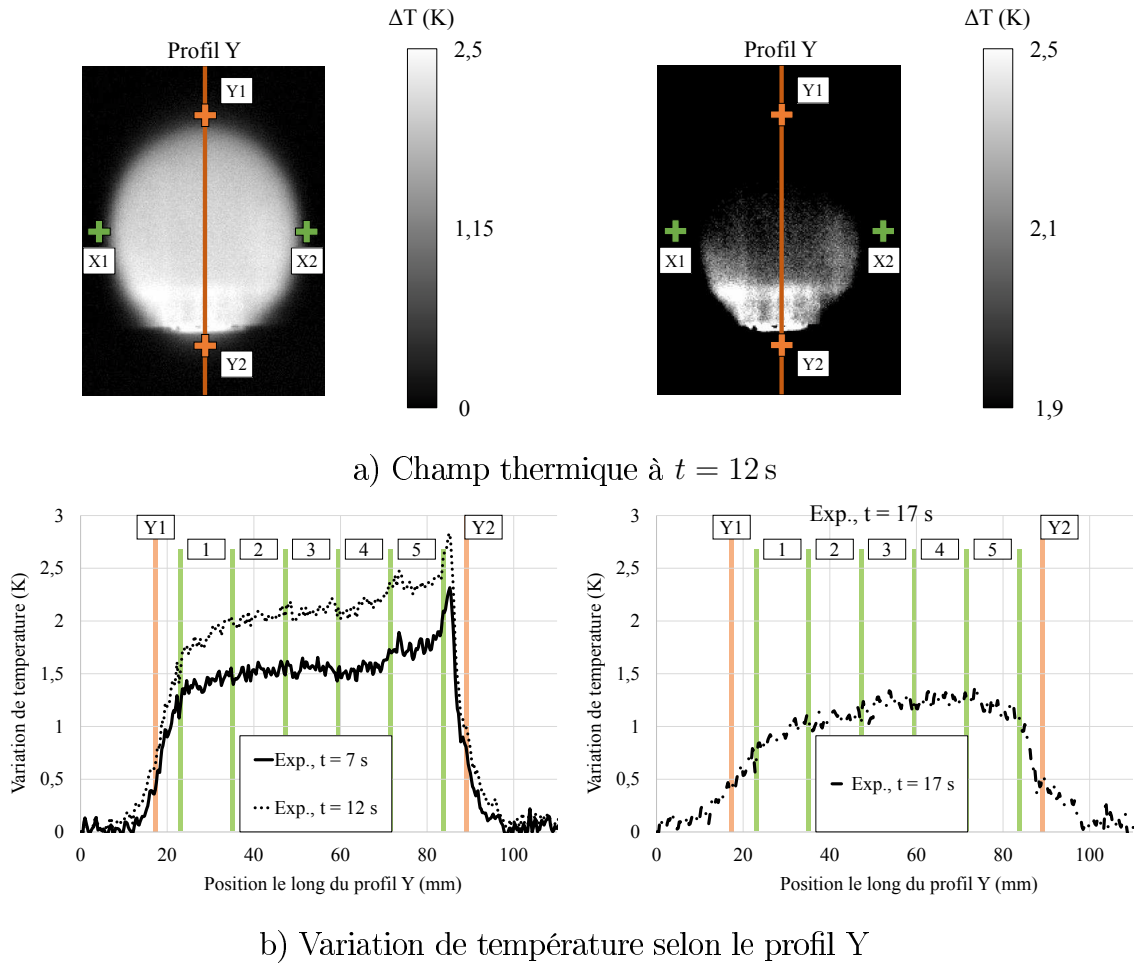 ΔT (K)
ΔT (K)
Profil Y
2,5
Profil Y
2,5
Y1
Y1
1,15
2,1
X1
X2
X1
X2
Y2
Y2
0
1,9
a) Champ thermique à t = 12 s
3
Y1
Y2
2,5
1
2
3
4
5
2
1,5
1
0,5
0
Variation de temperature (K)
Exp., t = 7 s
Exp., t = 12 s
0
20
40
60
80
100
Position le long du profil Y (mm)
Exp., t = 17 s
3
Y1
Y2
2,5
1
2
3
4
5
2
1,5
1
0,5
0
Variation de temperature (K)
Exp., t = 17 s
0
20
40
60
80
100
Position le long du profil Y (mm)
b) Variation de température selon le profil Y